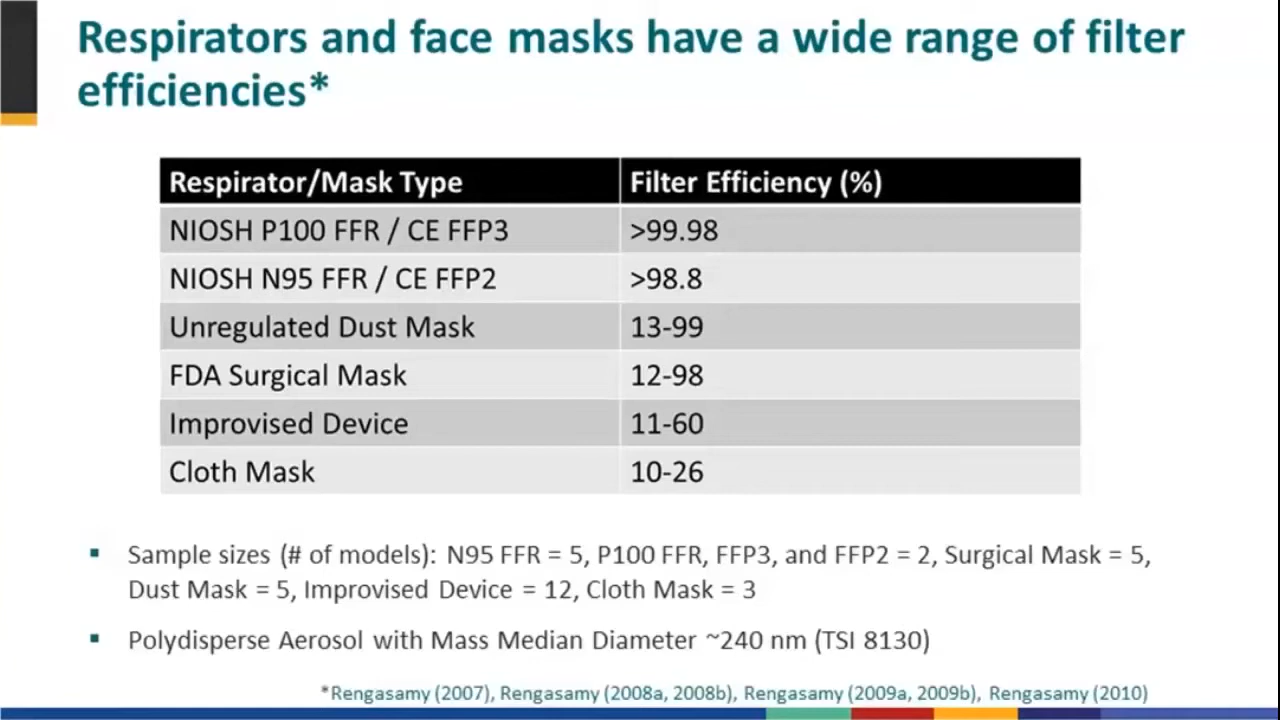 Respirators and face masks have a wide range of filter
efficiencies*
Respirator/Mask Type Filter Efficiency (%)
NIOSH P100 FFR / CE FFP3 >99.98
NIOSH N95 FFR / CE FFP2 >98.8
Unregulated Dust Mask 13-99
FDA Surgical Mask 12-98
Improvised Device 11-60
Cloth Mask 10-26
▪ Sample sizes (# of models): N95 FFR = 5, P100 FFR, FFP3, and FFP2 = 2, Surgical Mask = 5,
Dust Mask = 5, Improvised Device = 12, Cloth Mask = 3
▪ Polydisperse Aerosol with Mass Median Diameter ~240 nm (TSI 8130)
*Rengasamy (2007), Rengasamy (2008a, 2008b), Rengasamy (2009a, 2009b), Rengasamy (2010)